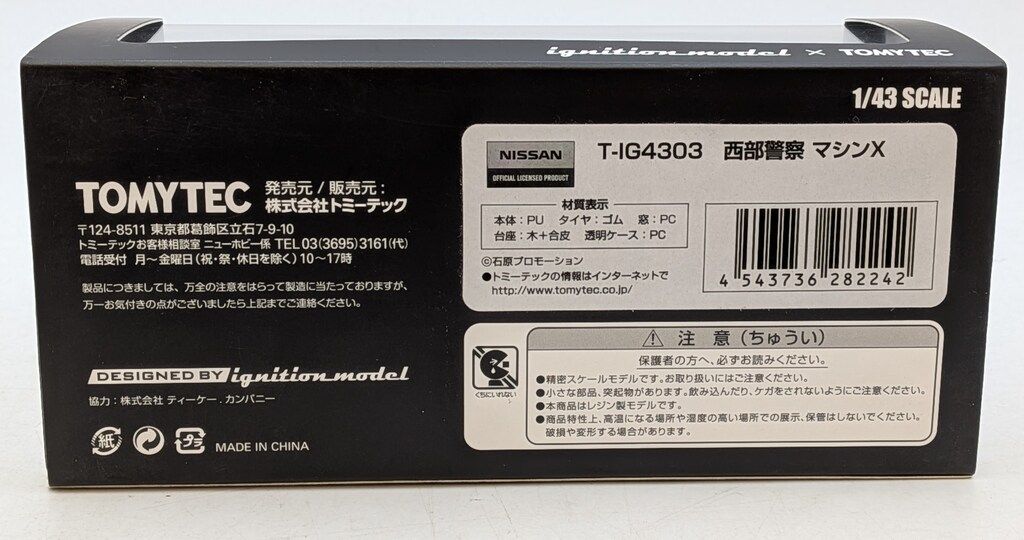 ignition model × TOMYTEC
1/43 SCALE
TOMYTEC 発売元 / 販売元 :
株式会社トミーテック
〒124-8511 東京都葛飾区立石7-9-10
トミーテックお客様相談室 ニューホビー係 TEL 03(3695)3161(代)
電話受付 月〜金曜日(祝・祭・休日を除く)10〜17時
製品につきましては、万全の注意をはらって製造に当たっておりますが、
万一お気付きの点がございましたら上記までご連絡ください。
DESIGNED BY ignition model
協力:株式会社 ティーケー.カンパニー
紙 プラ MADE IN CHINA
NISSAN
OFFICIAL LICENSED PRODUCT
T-IG4303 西部警察 マシンX
材質表示
本体:PU タイヤ:ゴム 窓:PC
台座:木+合皮 透明ケース:PC
©石原プロモーション
●トミーテックの情報はインターネットで
http://www.tomytec.co.jp/
4 543736 282242
⚠ 注 意(ちゅうい)
保護者の方へ、必ずお読みください。
くちにいれない
●精密スケールモデルです。お取り扱いにはご注意ください。
●小さな部品、突起物があります。飲み込んだり、ケガをされないようにご注意ください。
●本商品はレジン製モデルです。
●商品特性上、高温になる場所や湿度の高い場所での展示、保管はしないでください。
破損や変形する場合があります。